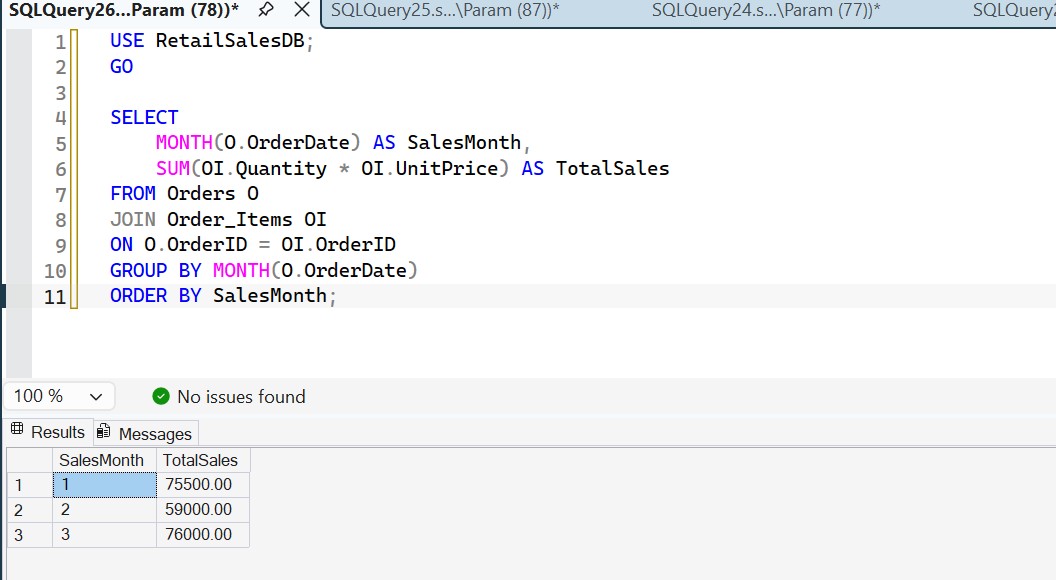 SQLQuery26...Param (78))* SQLQuery25.s...\Param (87))* SQLQuery24.s...\Param (77))* SQLQuery2
1 USE RetailSalesDB;
2 GO
3
4 SELECT
5 MONTH(O.OrderDate) AS SalesMonth,
6 SUM(OI.Quantity * OI.UnitPrice) AS TotalSales
7 FROM Orders O
8 JOIN Order_Items OI
9 ON O.OrderID = OI.OrderID
10 GROUP BY MONTH(O.OrderDate)
11 ORDER BY SalesMonth;
100 % No issues found
Results Messages
SalesMonth TotalSales
1 1 75500.00
2 2 59000.00
3 3 76000.00